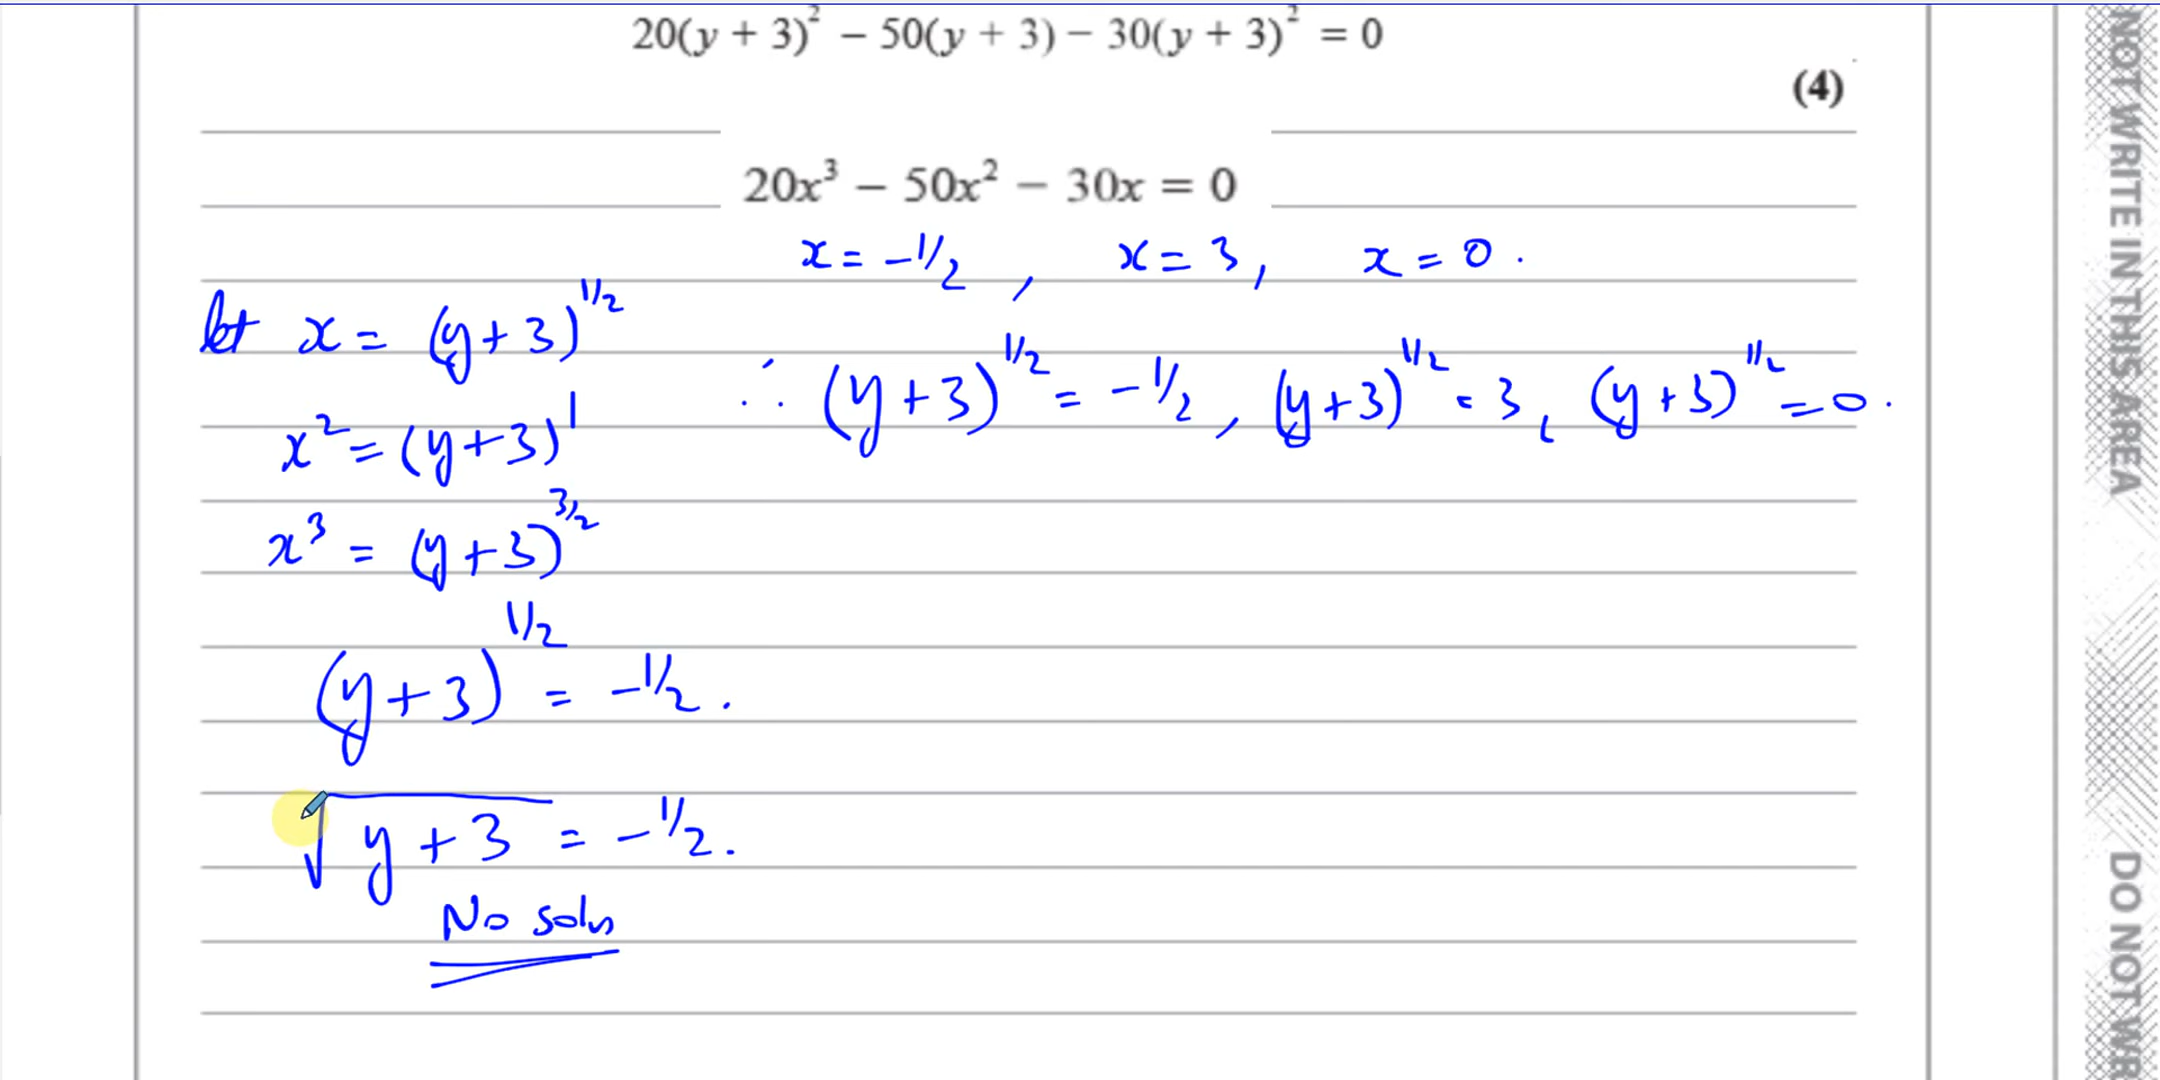 20(y + 3)² − 50(y + 3) − 30(y + 3)² = 0
(4)
20x³ − 50x² − 30x = 0
x = -1/2 , x = 3, x = 0.
let x = (y+3)^1/2
∴ (y+3)^1/2 = -1/2, (y+3)^1/2 = 3, (y+3)^1/2 = 0.
x² = (y+3)^1
x³ = (y+3)^3/2
(y+3)^1/2 = -1/2.
√y+3 = -1/2.
No soln
NOT WRITE IN THIS AREA
DO NOT WR